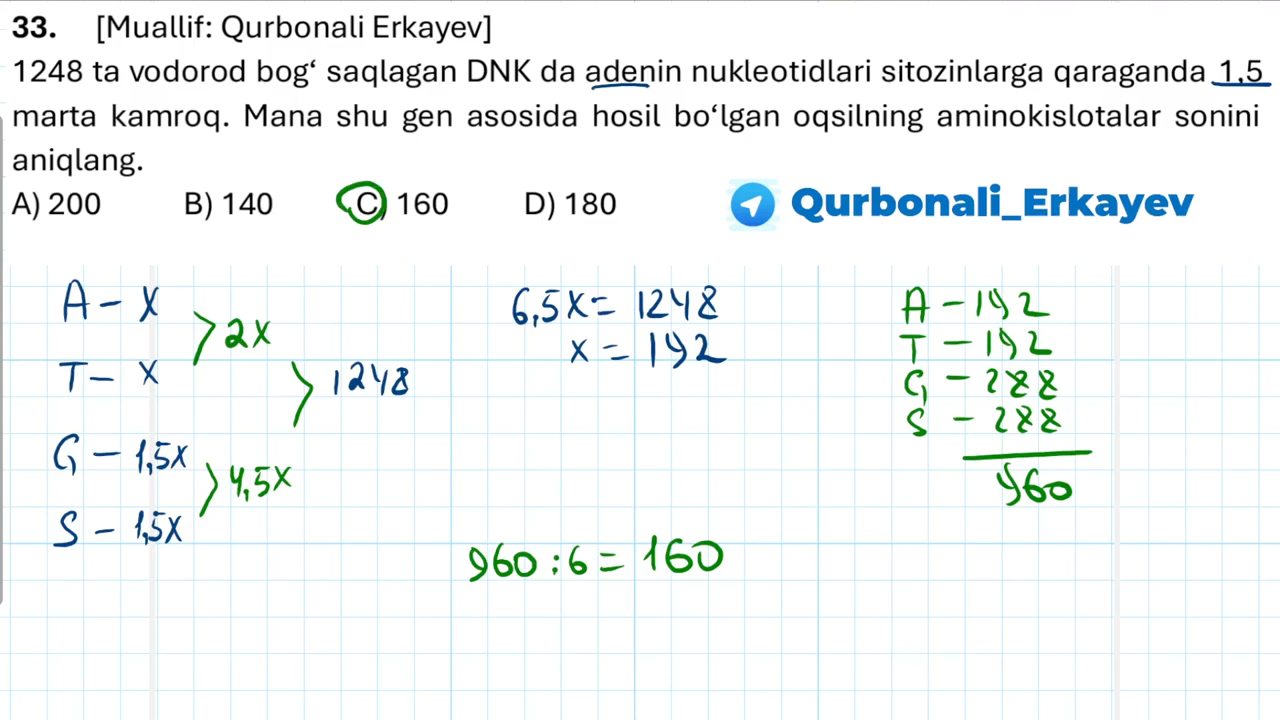 33. [Muallif: Qurbonali Erkayev]
1248 ta vodorod bog‘ saqlagan DNK da adenin nukleotidlari sitozinlarga qaraganda 1,5
marta kamroq. Mana shu gen asosida hosil bo‘lgan oqsilning aminokislotalar sonini
aniqlang.
A) 200 B) 140 C) 160 D) 180
Qurbonali_Erkayev
A – x
T – x
> 2x
G – 1,5x
S – 1,5x
> 4,5x
> 1248
6,5x = 1248
x = 192
A – 192
T – 192
G – 288
S – 288
960
960 : 6 = 160